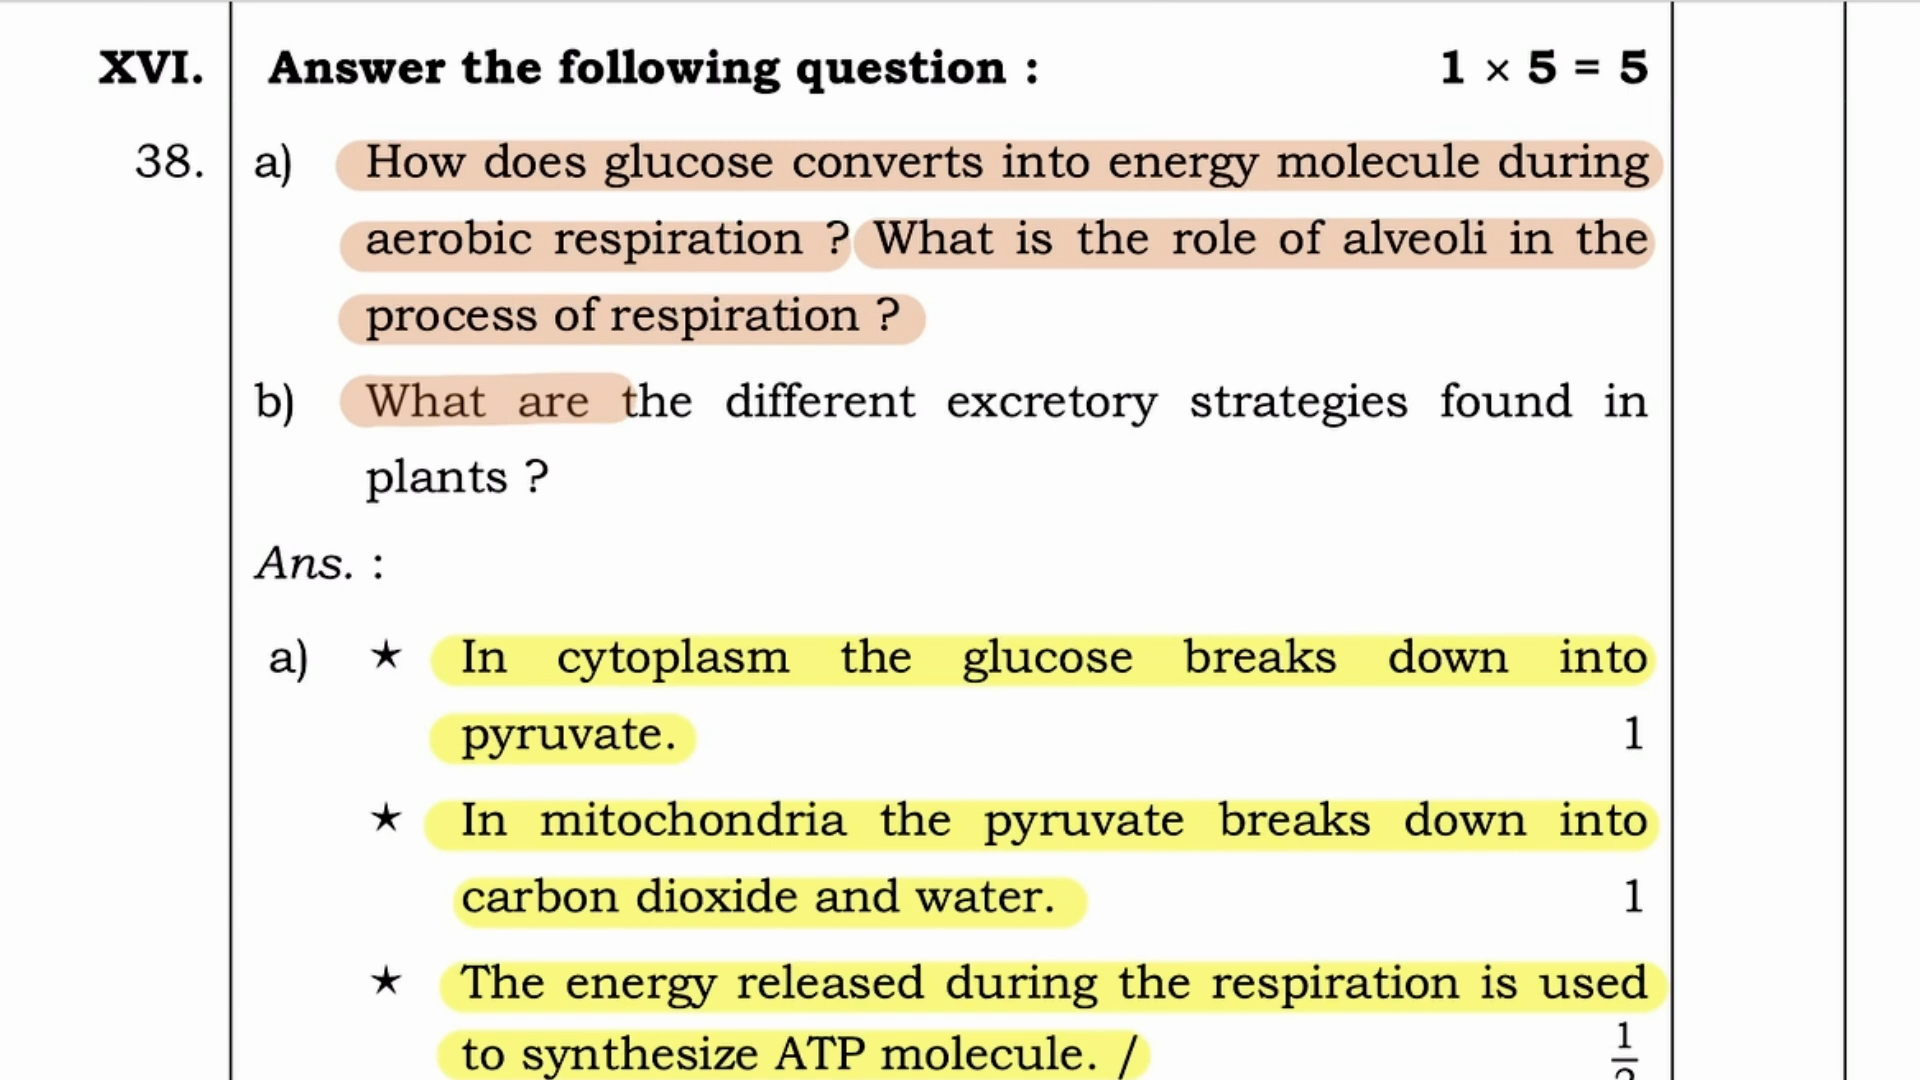 XVI. Answer the following question : 1 × 5 = 5
38. a) How does glucose converts into energy molecule during
aerobic respiration ? What is the role of alveoli in the
process of respiration ?
b) What are the different excretory strategies found in
plants ?
Ans. :
a) ★ In cytoplasm the glucose breaks down into
pyruvate. 1
★ In mitochondria the pyruvate breaks down into
carbon dioxide and water. 1
★ The energy released during the respiration is used
to synthesize ATP molecule. / 1/2